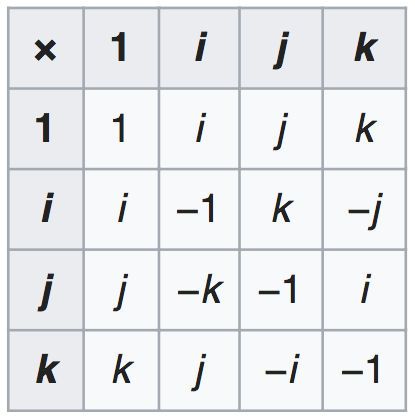 × 1 i j k
1 1 i j k
i i −1 k −j
j j −k −1 i
k k j −i −1